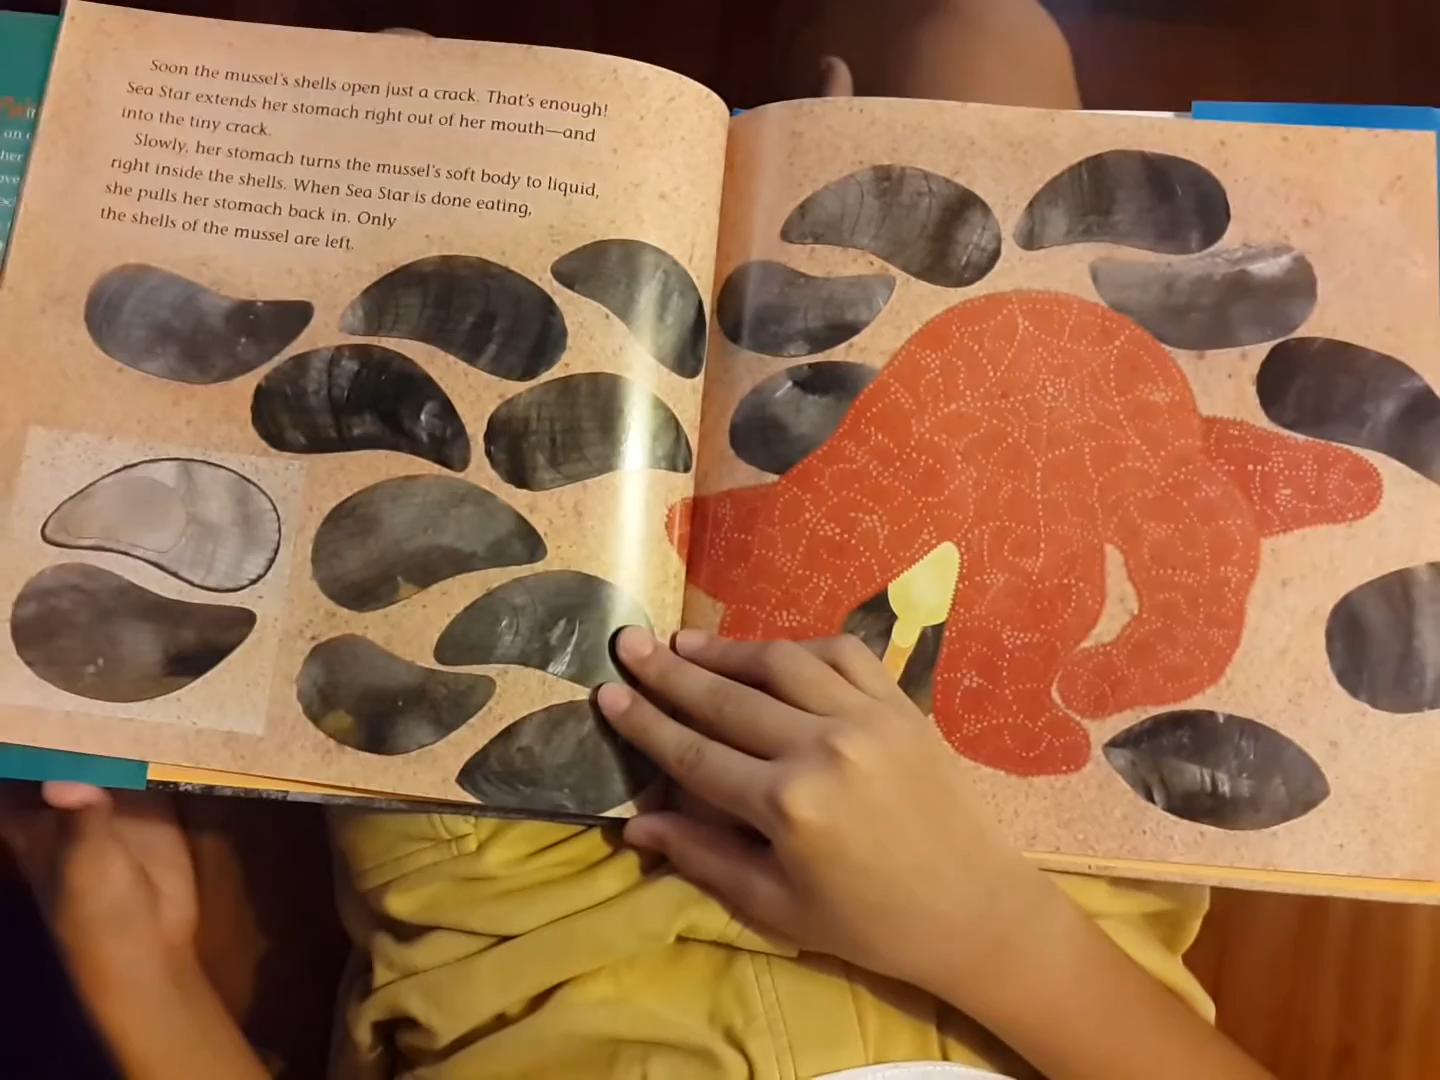 Soon the mussel's shells open just a crack. That's enough!
Sea Star extends her stomach right out of her mouth—and
into the tiny crack.
Slowly, her stomach turns the mussel's soft body to liquid,
right inside the shells. When Sea Star is done eating,
she pulls her stomach back in. Only
the shells of the mussel are left.
an
her